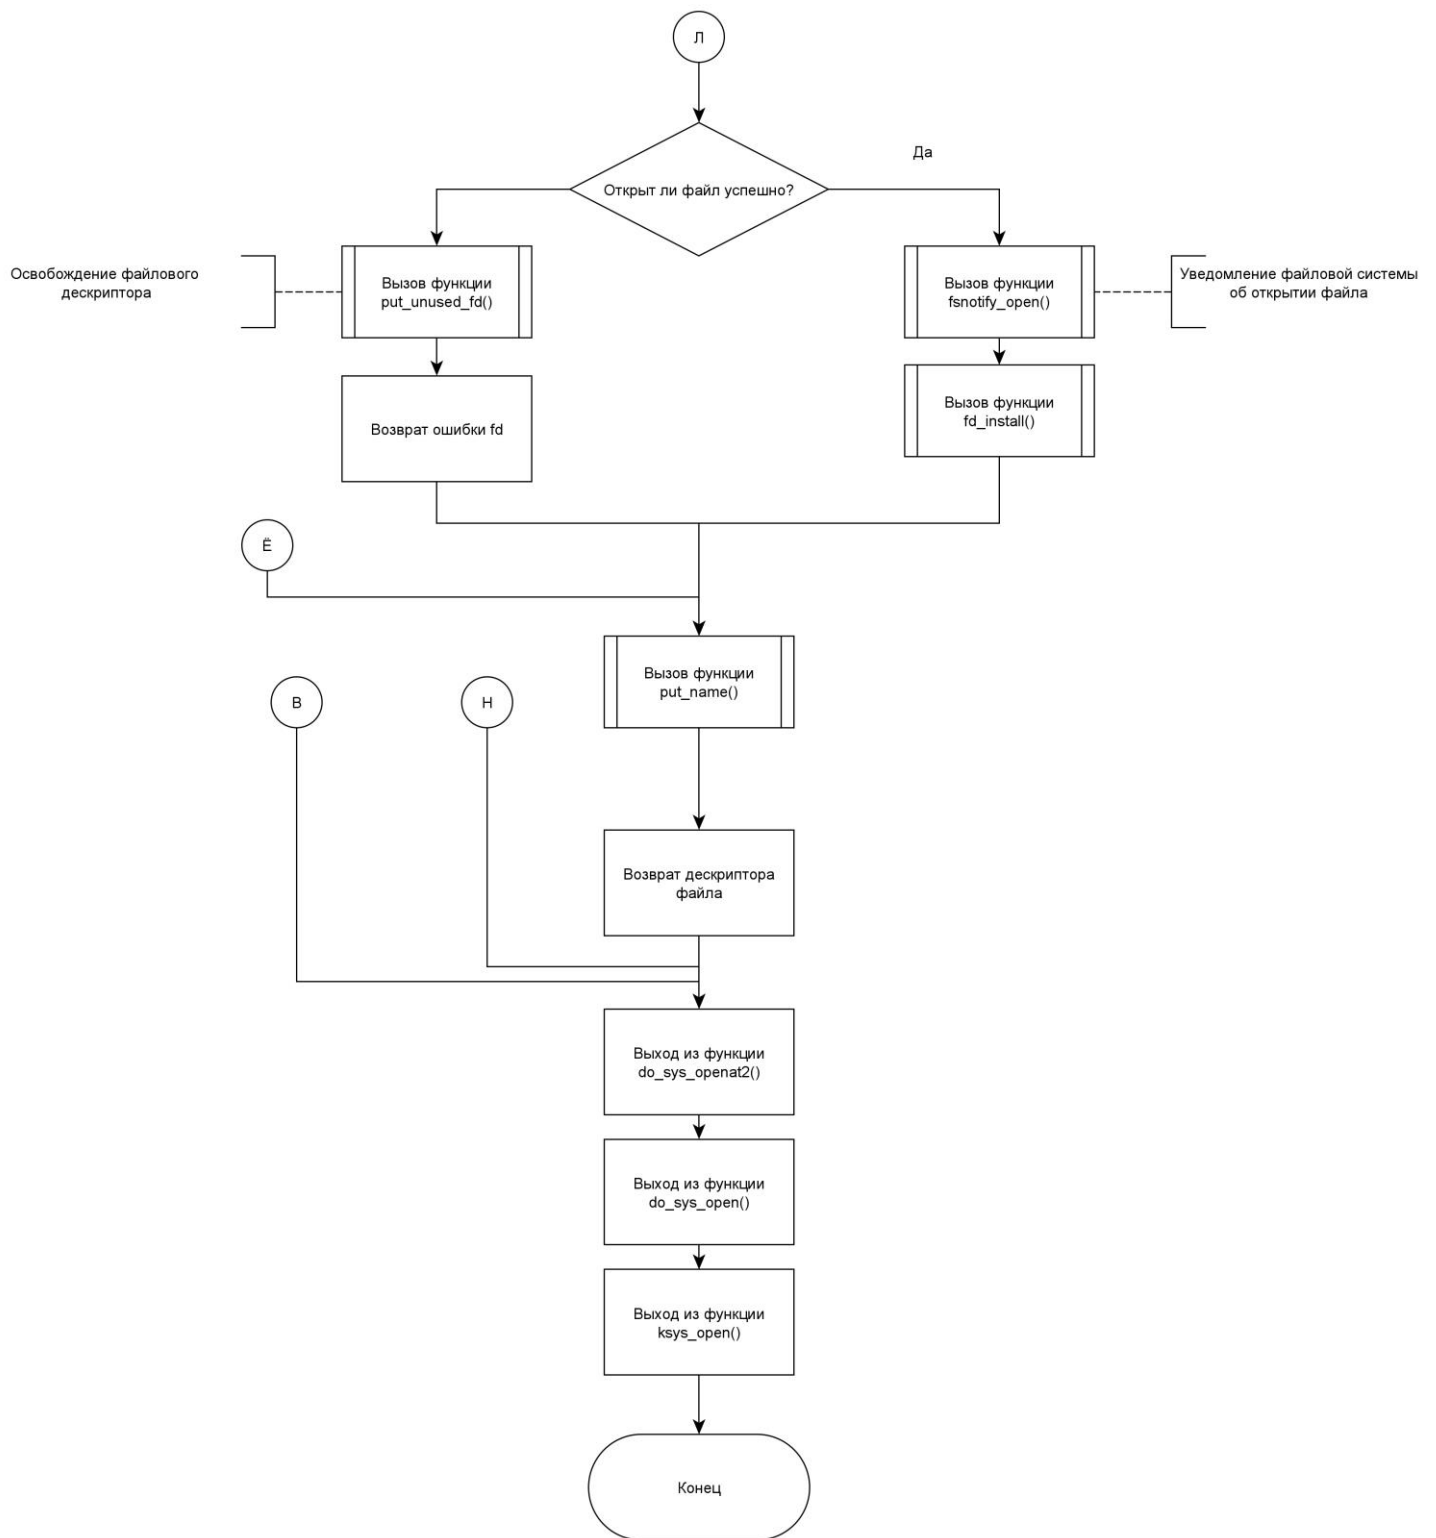 Л
Да
Открыт ли файл успешно?
Освобождение файлового
дескриптора
Вызов функции
put_unused_fd()
Вызов функции
fsnotify_open()
Уведомление файловой системы
об открытии файла
Возврат ошибки fd
Вызов функции
fd_install()
Ё
Вызов функции
put_name()
В
Н
Возврат дескриптора
файла
Выход из функции
do_sys_openat2()
Выход из функции
do_sys_open()
Выход из функции
ksys_open()
Конец